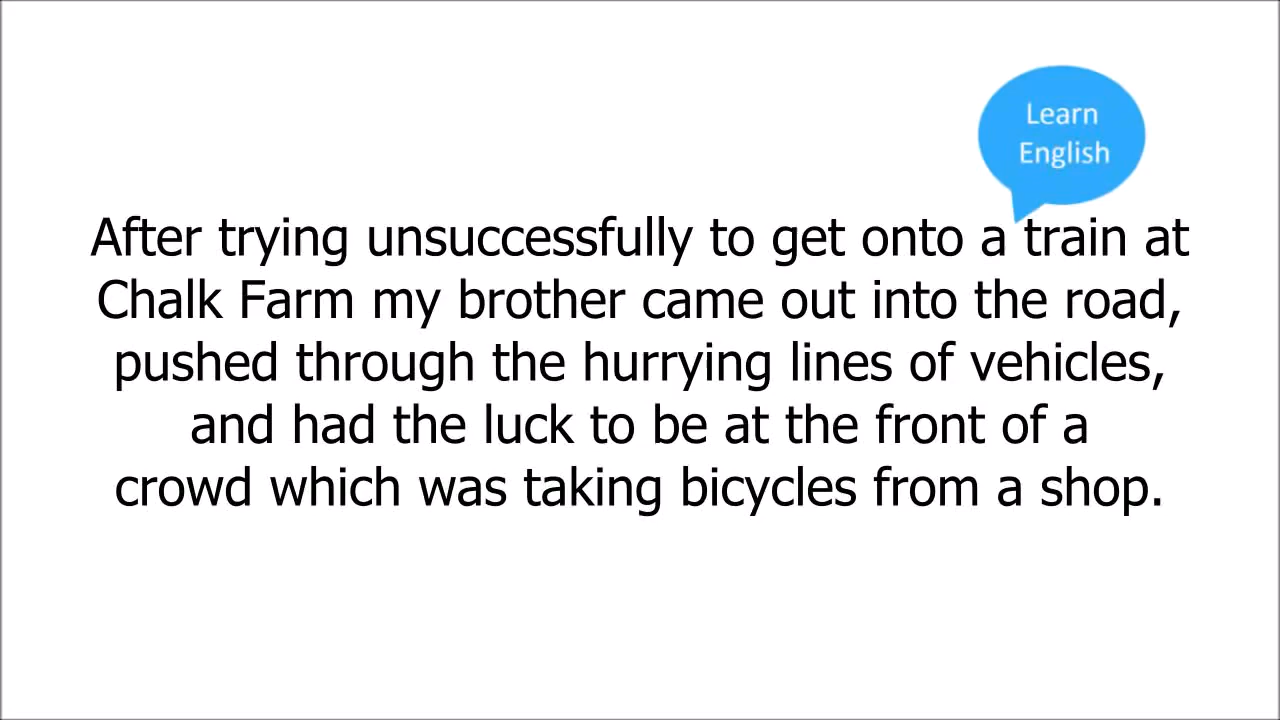 Learn
English
After trying unsuccessfully to get onto a train at
Chalk Farm my brother came out into the road,
pushed through the hurrying lines of vehicles,
and had the luck to be at the front of a
crowd which was taking bicycles from a shop.